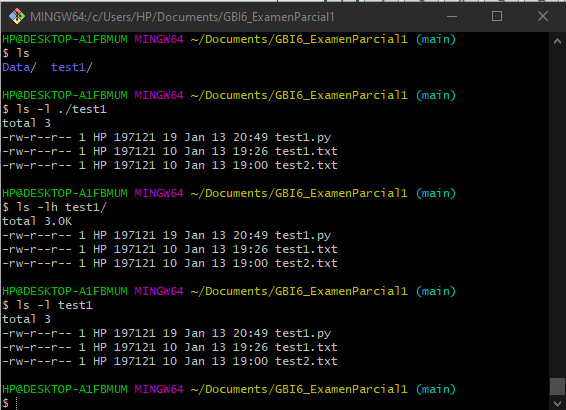 MINGW64:/c/Users/HP/Documents/GBI6_ExamenParcial1
HP@DESKTOP-A1FBMUM MINGW64 ~/Documents/GBI6_ExamenParcial1 (main)
$ ls
Data/  test1/
HP@DESKTOP-A1FBMUM MINGW64 ~/Documents/GBI6_ExamenParcial1 (main)
$ ls -l ./test1
total 3
-rw-r--r-- 1 HP 197121 19 Jan 13 20:49 test1.py
-rw-r--r-- 1 HP 197121 10 Jan 13 19:26 test1.txt
-rw-r--r-- 1 HP 197121 10 Jan 13 19:00 test2.txt
HP@DESKTOP-A1FBMUM MINGW64 ~/Documents/GBI6_ExamenParcial1 (main)
$ ls -lh test1/
total 3.0K
-rw-r--r-- 1 HP 197121 19 Jan 13 20:49 test1.py
-rw-r--r-- 1 HP 197121 10 Jan 13 19:26 test1.txt
-rw-r--r-- 1 HP 197121 10 Jan 13 19:00 test2.txt
HP@DESKTOP-A1FBMUM MINGW64 ~/Documents/GBI6_ExamenParcial1 (main)
$ ls -l test1
total 3
-rw-r--r-- 1 HP 197121 19 Jan 13 20:49 test1.py
-rw-r--r-- 1 HP 197121 10 Jan 13 19:26 test1.txt
-rw-r--r-- 1 HP 197121 10 Jan 13 19:00 test2.txt
HP@DESKTOP-A1FBMUM MINGW64 ~/Documents/GBI6_ExamenParcial1 (main)
$